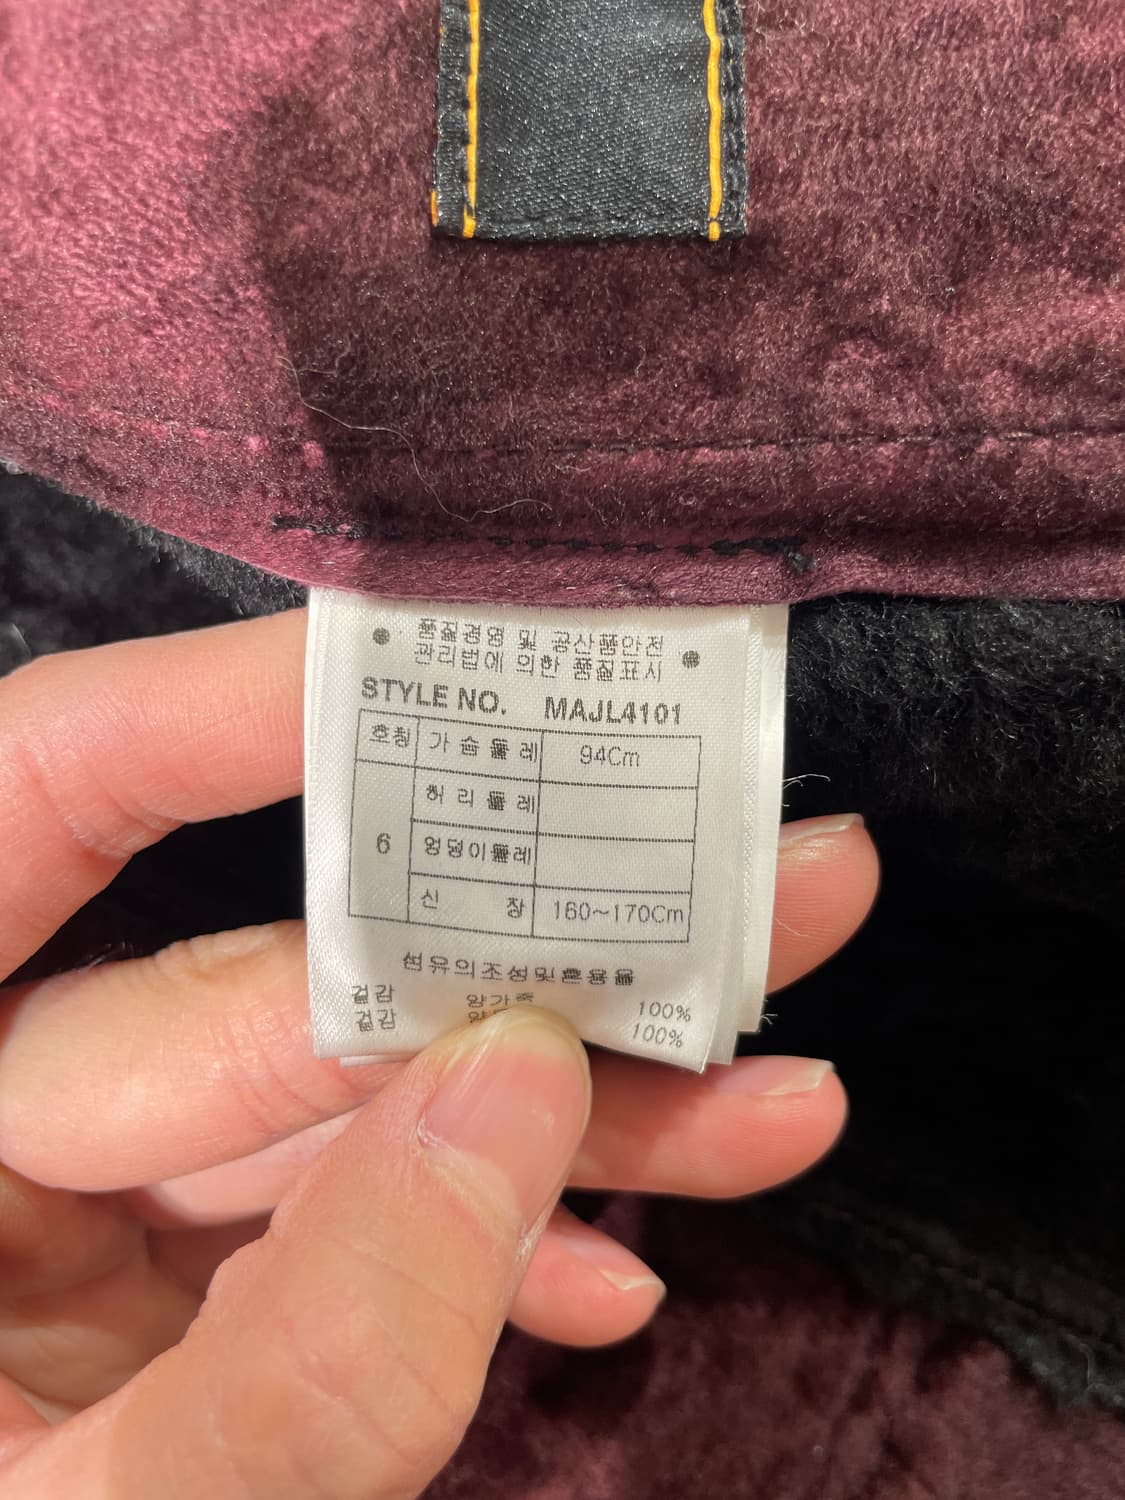 품질경영 및 공산품안전
관리법에 의한 품질표시
STYLE NO. MAJL4101
호칭 가슴둘레 94Cm
허리둘레
6 엉덩이둘레
신장 160~170Cm
섬유의조성및혼용율
겉감 양가죽 100%
겉감 100%